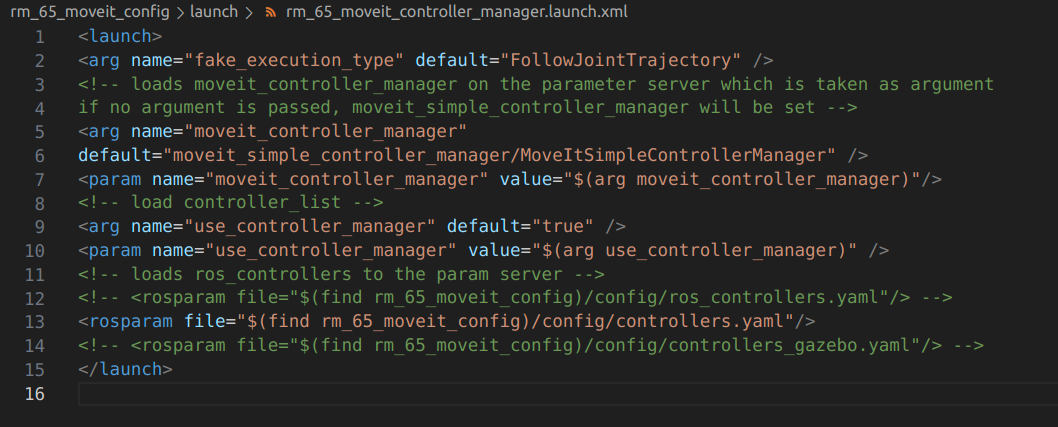 rm_65_moveit_config > launch > rm_65_moveit_controller_manager.launch.xml
1 <launch>
2 <arg name="fake_execution_type" default="FollowJointTrajectory" />
3 <!-- loads moveit_controller_manager on the parameter server which is taken as argument
4 if no argument is passed, moveit_simple_controller_manager will be set -->
5 <arg name="moveit_controller_manager"
6 default="moveit_simple_controller_manager/MoveItSimpleControllerManager" />
7 <param name="moveit_controller_manager" value="$(arg moveit_controller_manager)"/>
8 <!-- load controller_list -->
9 <arg name="use_controller_manager" default="true" />
10 <param name="use_controller_manager" value="$(arg use_controller_manager)" />
11 <!-- loads ros_controllers to the param server -->
12 <!-- <rosparam file="$(find rm_65_moveit_config)/config/ros_controllers.yaml"/> -->
13 <rosparam file="$(find rm_65_moveit_config)/config/controllers.yaml"/>
14 <!-- <rosparam file="$(find rm_65_moveit_config)/config/controllers_gazebo.yaml"/> -->
15 </launch>
16